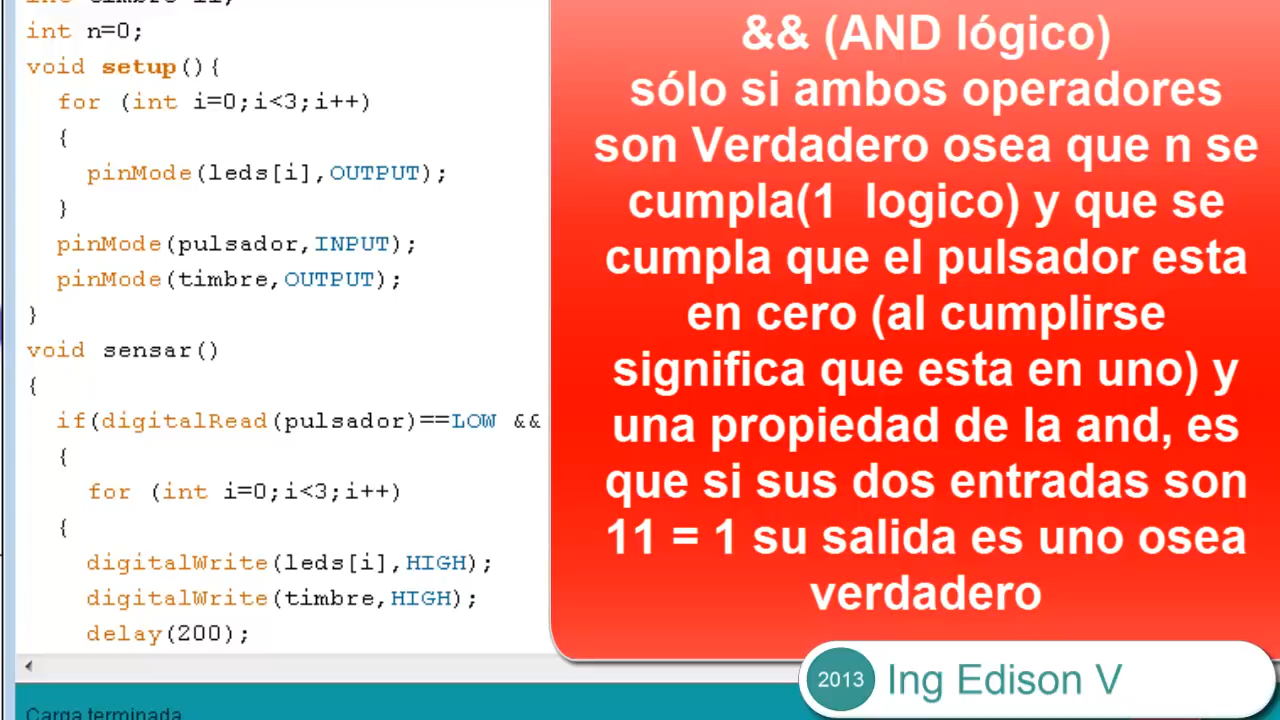 int n=0;
void setup(){
for (int i=0;i<3;i++)
{
pinMode(leds[i],OUTPUT);
}
pinMode(pulsador,INPUT);
pinMode(timbre,OUTPUT);
}
void sensar()
{
if(digitalRead(pulsador)==LOW &&
{
for (int i=0;i<3;i++)
{
digitalWrite(leds[i],HIGH);
digitalWrite(timbre,HIGH);
delay(200);
Carga terminada
&& (AND lógico)
sólo si ambos operadores
son Verdadero osea que n se
cumpla(1 logico) y que se
cumpla que el pulsador esta
en cero (al cumplirse
significa que esta en uno) y
una propiedad de la and, es
que si sus dos entradas son
11 = 1 su salida es uno osea
verdadero
2013 Ing Edison V